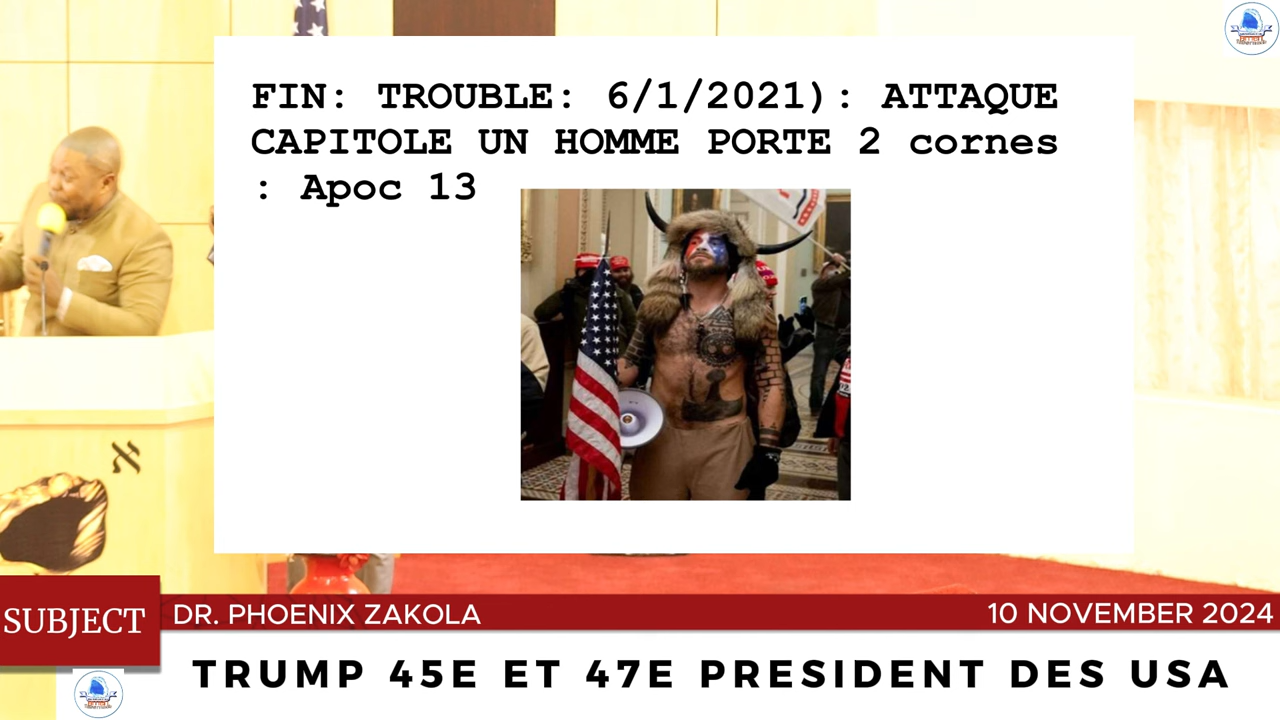 FIN: TROUBLE: 6/1/2021): ATTAQUE
CAPITOLE UN HOMME PORTE 2 cornes
: Apoc 13
א
SUBJECT
DR. PHOENIX ZAKOLA
10 NOVEMBER 2024
TRUMP 45E ET 47E PRESIDENT DES USA